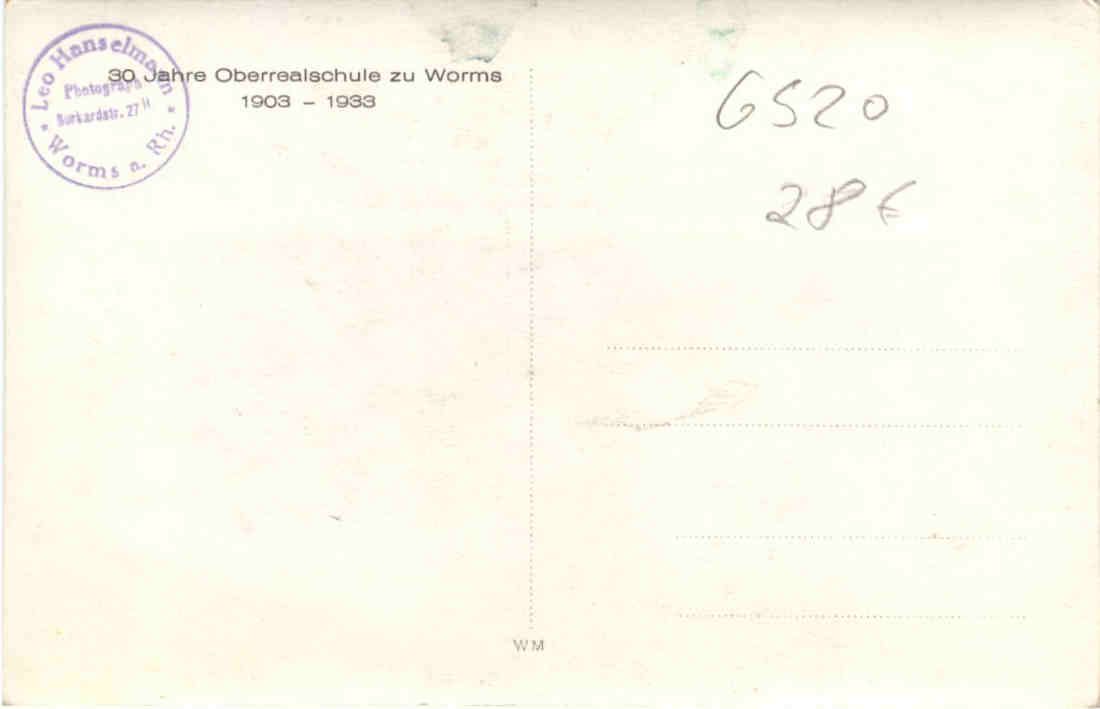 Leo Hanselmann
Photograph
Burkardstr. 27 II
* Worms a. Rh. *
30 Jahre Oberrealschule zu Worms
1903 – 1933
6520
28 €
WM